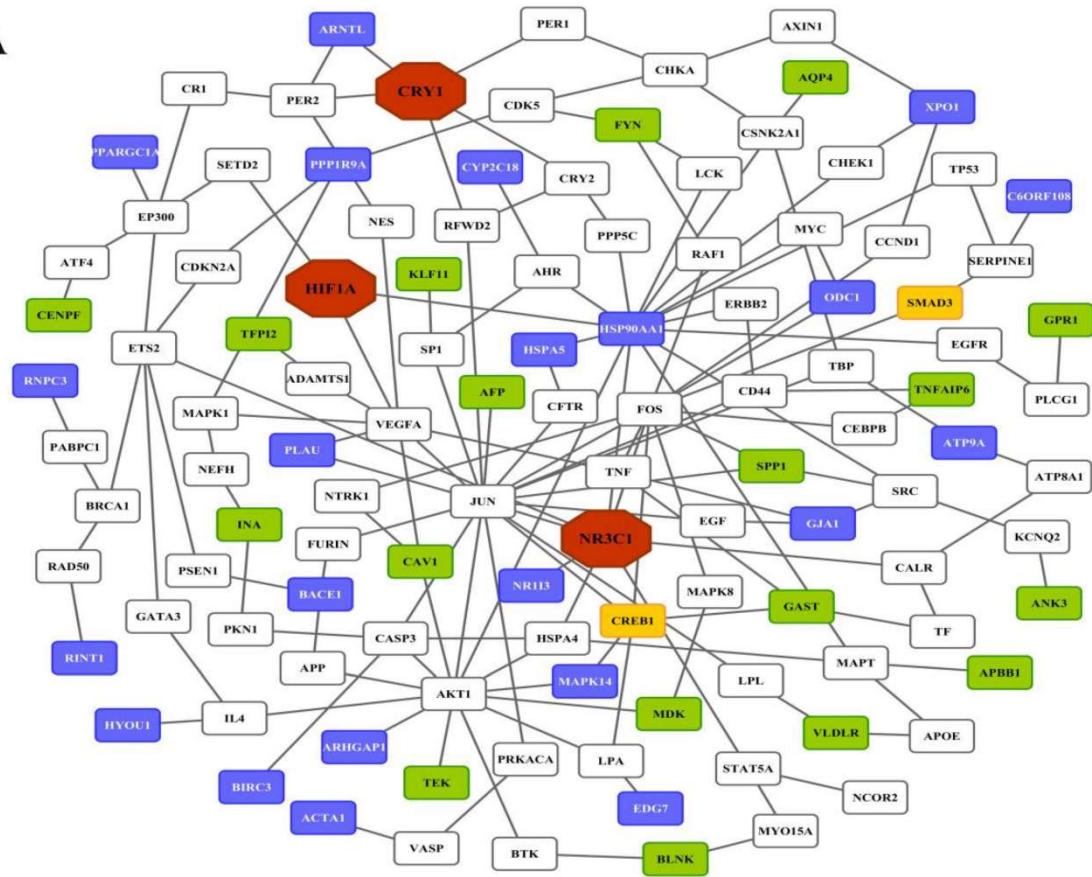 ARNTL
PER1
AXIN1
CRY1
CHKA
AQP4
CR1
PER2
CDK5
XPO1
FYN
CSNK2A1
PPARGC1A
SETD2
PPP1R9A
CYP2C18
LCK
CHEK1
TP53
CRY2
C6ORF108
EP300
NES
RFWD2
PPP5C
MYC
CCND1
RAF1
SERPINE1
ATF4
CDKN2A
KLF11
AHR
HIF1A
ERBB2
ODC1
SMAD3
CENPF
TFPI2
HSP90AA1
GPR1
ETS2
SP1
HSPA5
EGFR
RNPC3
ADAMTS1
TBP
AFP
CD44
TNFAIP6
PLCG1
MAPK1
CFTR
FOS
VEGFA
CEBPB
PABPC1
PLAU
ATP9A
NEFH
TNF
SPP1
ATP8A1
BRCA1
NTRK1
JUN
SRC
INA
EGF
GJA1
FURIN
NR3C1
KCNQ2
RAD50
PSEN1
CAV1
CALR
BACE1
NR1I3
MAPK8
GAST
ANK3
GATA3
PKN1
CREB1
TF
CASP3
HSPA4
RINT1
APP
MAPT
APBB1
MAPK14
LPL
AKT1
HYOU1
IL4
MDK
VLDLR
APOE
ARHGAP1
PRKACA
LPA
STAT5A
BIRC3
TEK
NCOR2
EDG7
ACTA1
MYO15A
VASP
BTK
BLNK